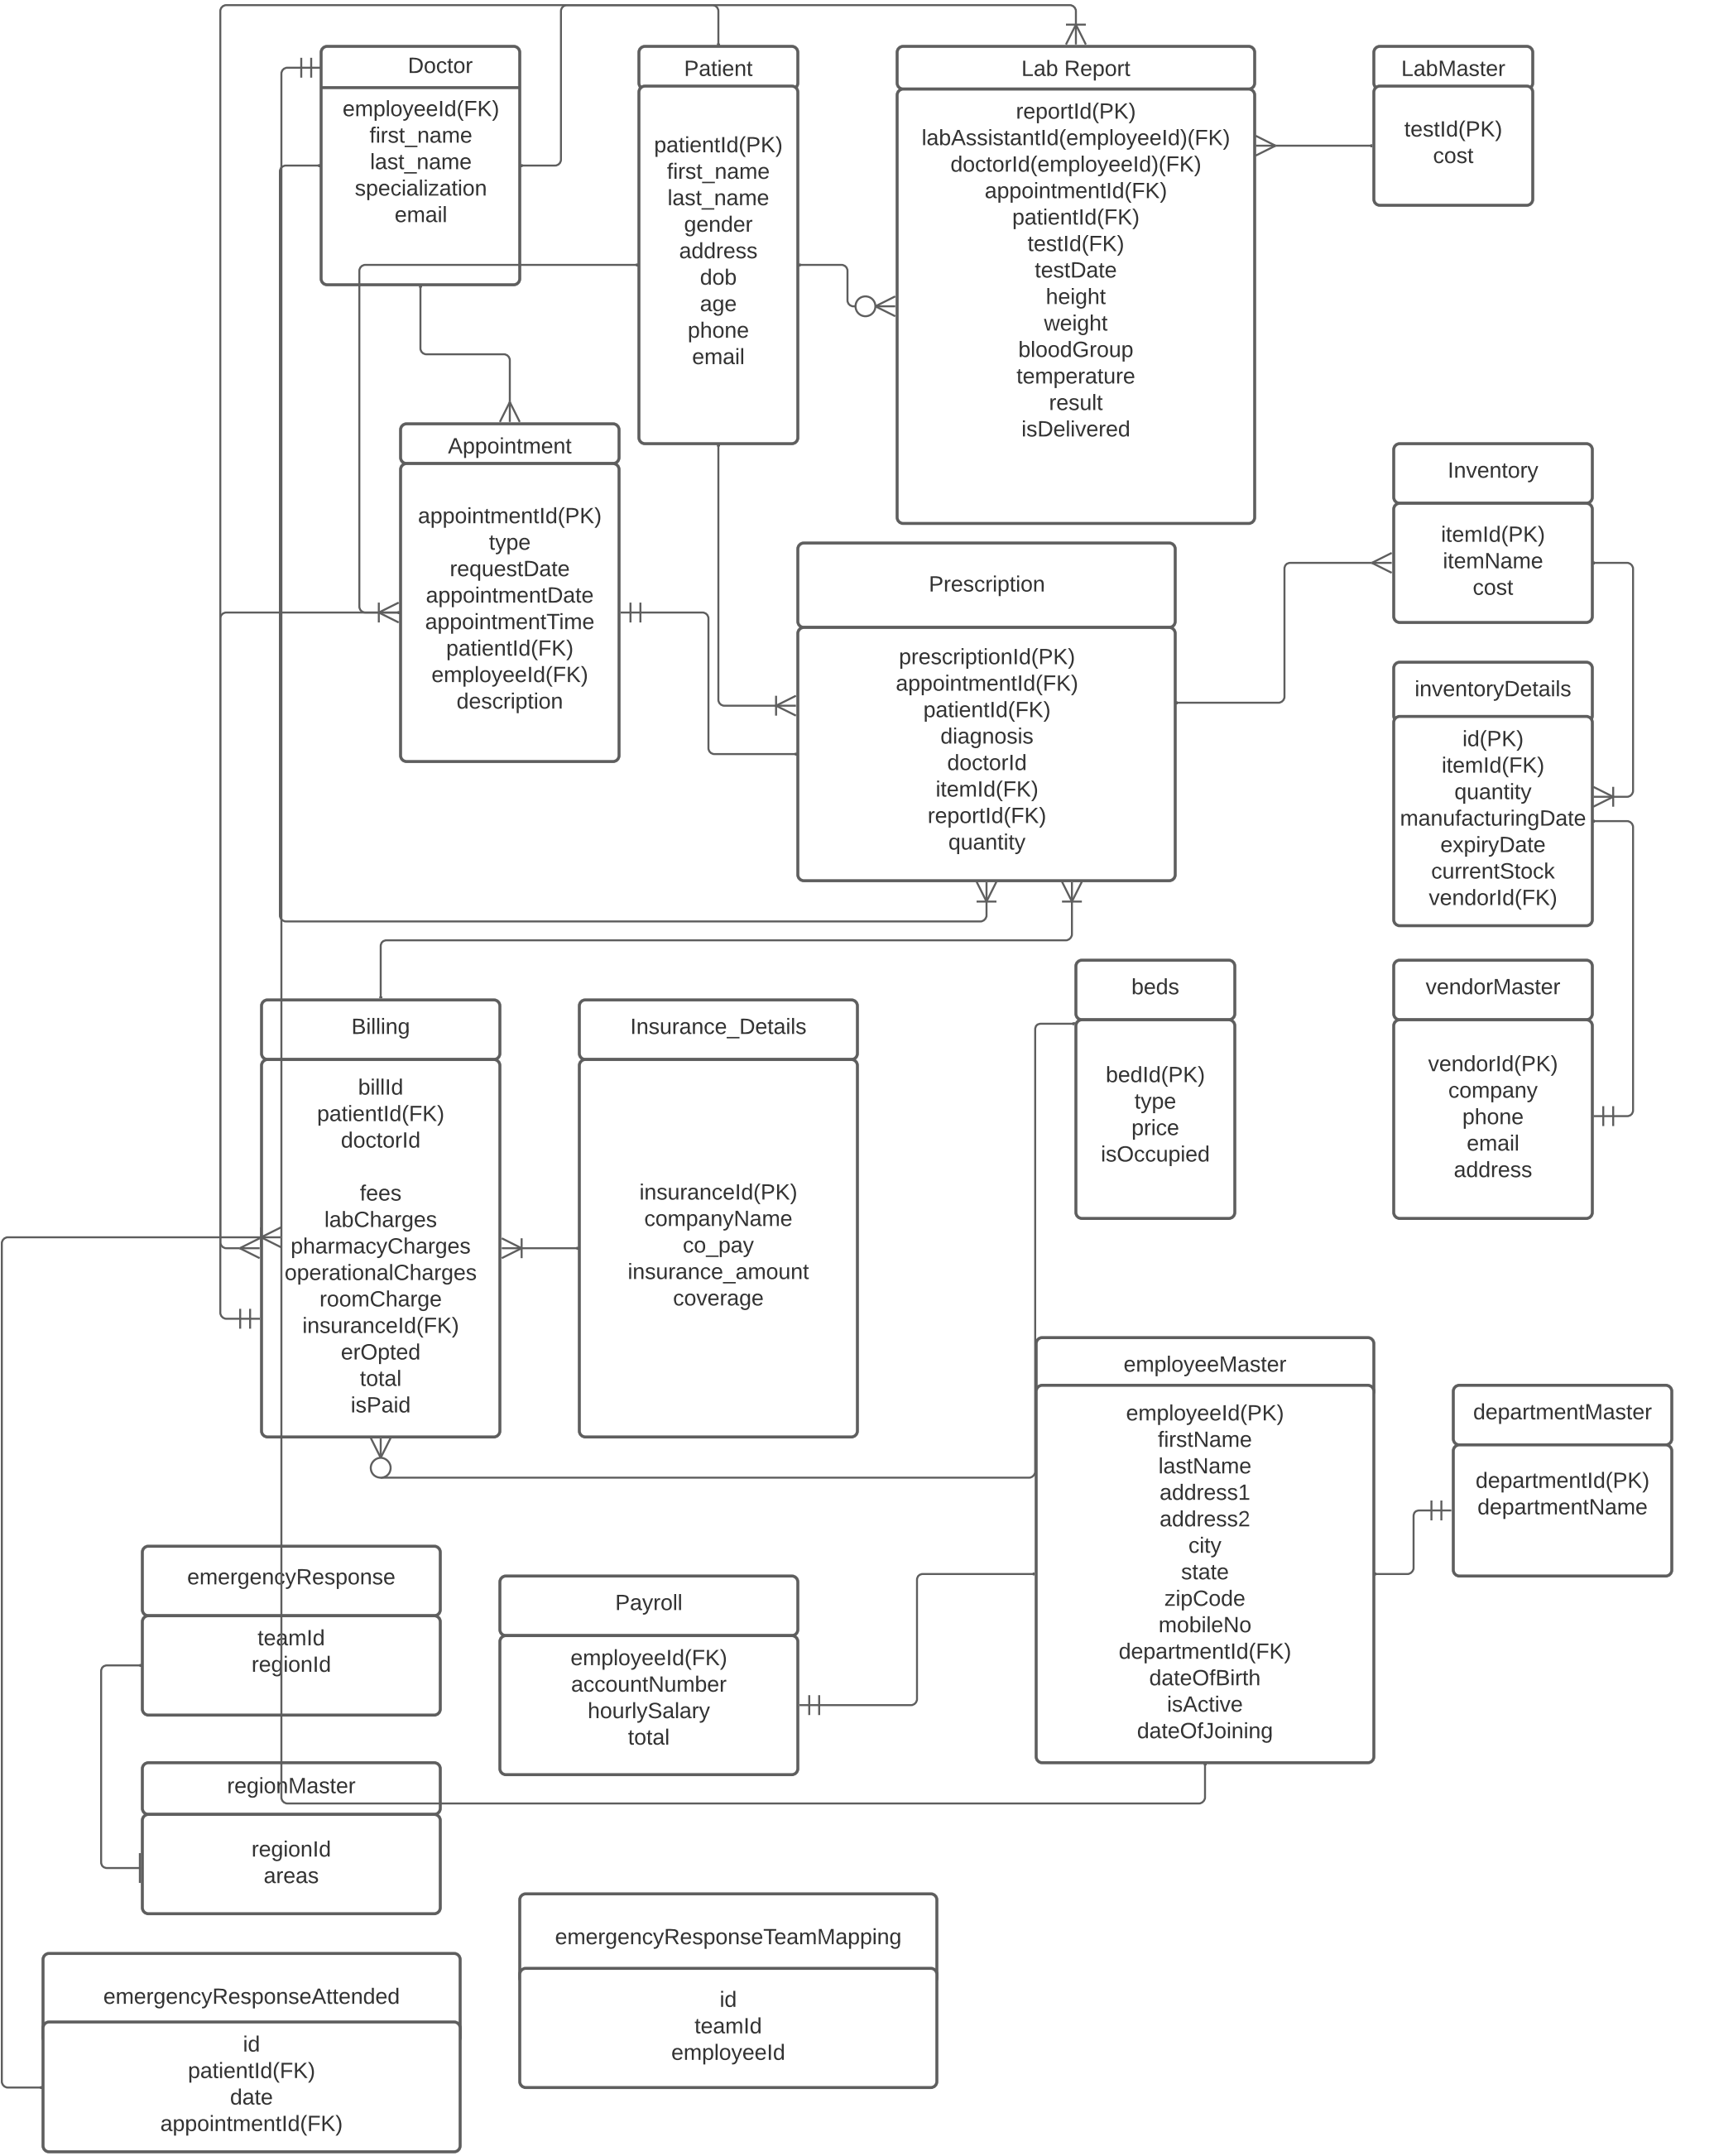 Doctor
employeeId(FK)
first_name
last_name
specialization
email
Patient
patientId(PK)
first_name
last_name
gender
address
dob
age
phone
email
Lab Report
reportId(PK)
labAssistantId(employeeId)(FK)
doctorId(employeeId)(FK)
appointmentId(FK)
patientId(FK)
testId(FK)
testDate
height
weight
bloodGroup
temperature
result
isDelivered
LabMaster
testId(PK)
cost
Appointment
appointmentId(PK)
type
requestDate
appointmentDate
appointmentTime
patientId(FK)
employeeId(FK)
description
Prescription
prescriptionId(PK)
appointmentId(FK)
patientId(FK)
diagnosis
doctorId
itemId(FK)
reportId(FK)
quantity
Inventory
itemId(PK)
itemName
cost
inventoryDetails
id(PK)
itemId(FK)
quantity
manufacturingDate
expiryDate
currentStock
vendorId(FK)
Billing
billId
patientId(FK)
doctorId
fees
labCharges
pharmacyCharges
operationalCharges
roomCharge
insuranceId(FK)
erOpted
total
isPaid
Insurance_Details
insuranceId(PK)
companyName
co_pay
insurance_amount
coverage
beds
bedId(PK)
type
price
isOccupied
vendorMaster
vendorId(PK)
company
phone
email
address
employeeMaster
employeeId(PK)
firstName
lastName
address1
address2
city
state
zipCode
mobileNo
departmentId(FK)
dateOfBirth
isActive
dateOfJoining
departmentMaster
departmentId(PK)
departmentName
emergencyResponse
teamId
regionId
Payroll
employeeId(FK)
accountNumber
hourlySalary
total
regionMaster
regionId
areas
emergencyResponseTeamMapping
id
teamId
employeeId
emergencyResponseAttended
id
patientId(FK)
date
appointmentId(FK)